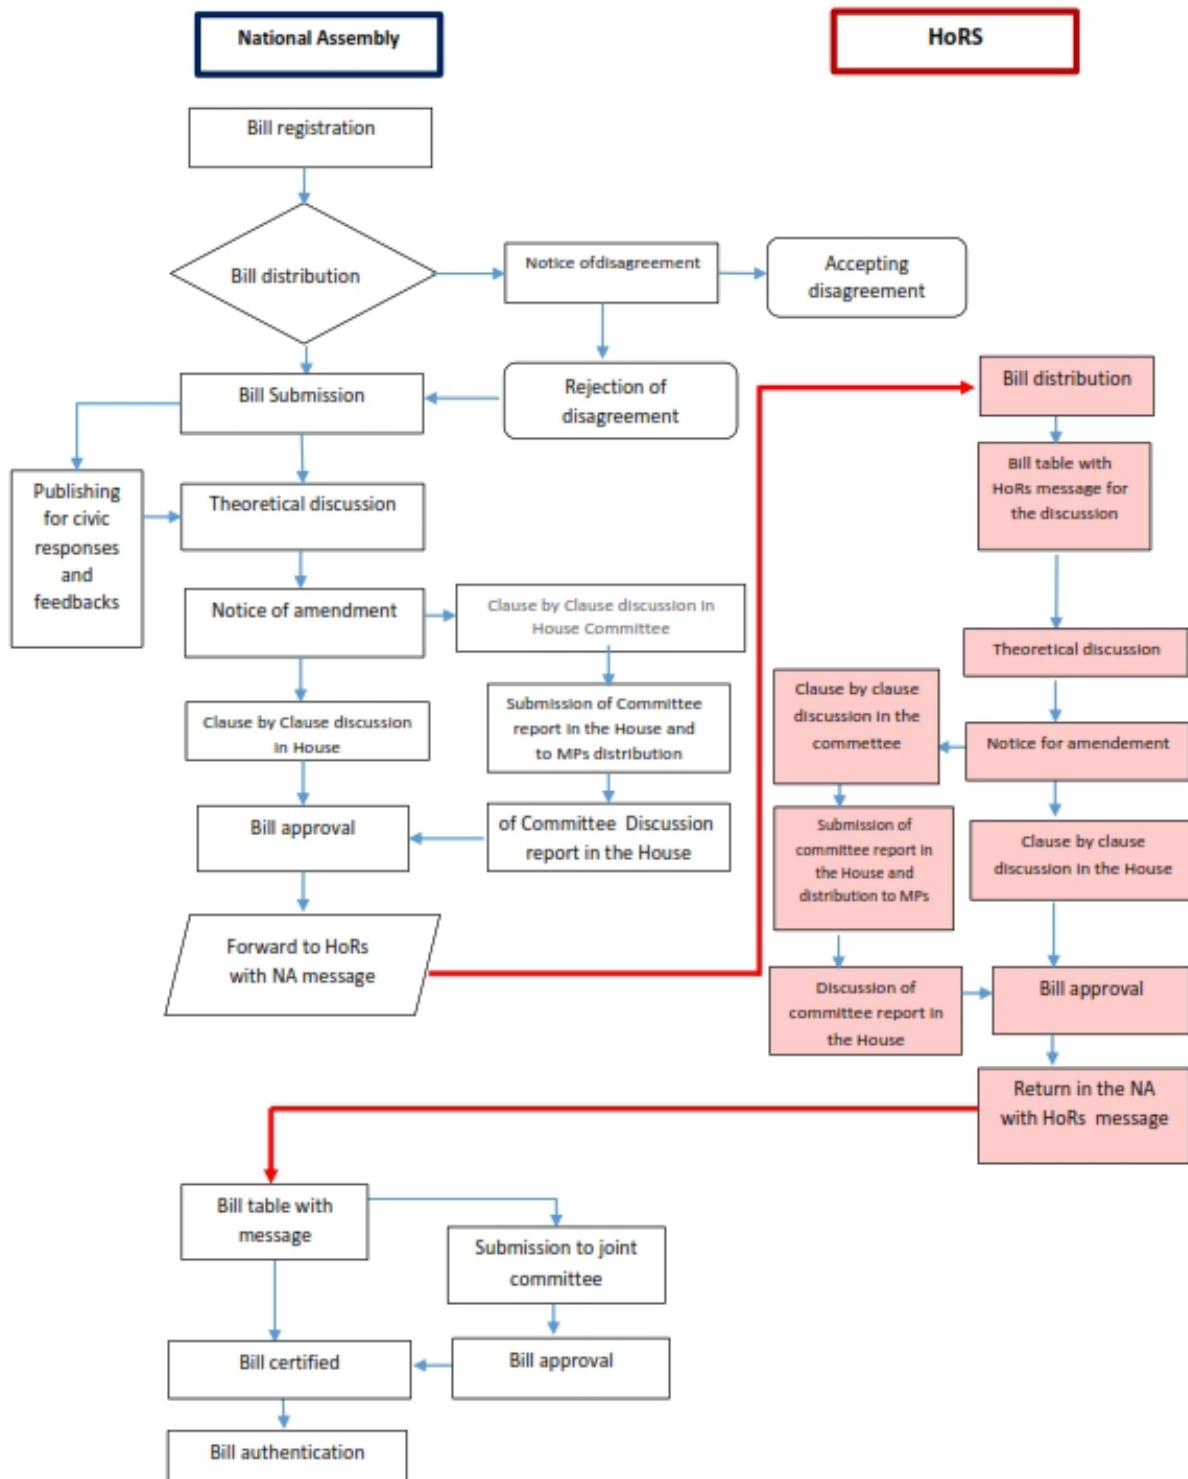 National Assembly
HoRS
Bill registration
Bill distribution
Notice ofdisagreement
Accepting
disagreement
Bill Submission
Rejection of
disagreement
Publishing
for civic
responses
and
feedbacks
Theoretical discussion
Notice of amendment
Clause by Clause discussion in
House Committee
Clause by Clause discussion
in House
Submission of Committee
report in the House and
to MPs distribution
Bill approval
of Committee Discussion
report in the House
Forward to HoRs
with NA message
Bill distribution
Bill table with
HoRs message for
the discussion
Theoretical discussion
Notice for amendement
Clause by clause
discussion in the
commettee
Submission of
committee report in
the House and
distribution to MPs
Clause by clause
discussion in the House
Discussion of
committee report in
the House
Bill approval
Return in the NA
with HoRs message
Bill table with
message
Submission to joint
committee
Bill approval
Bill certified
Bill authentication